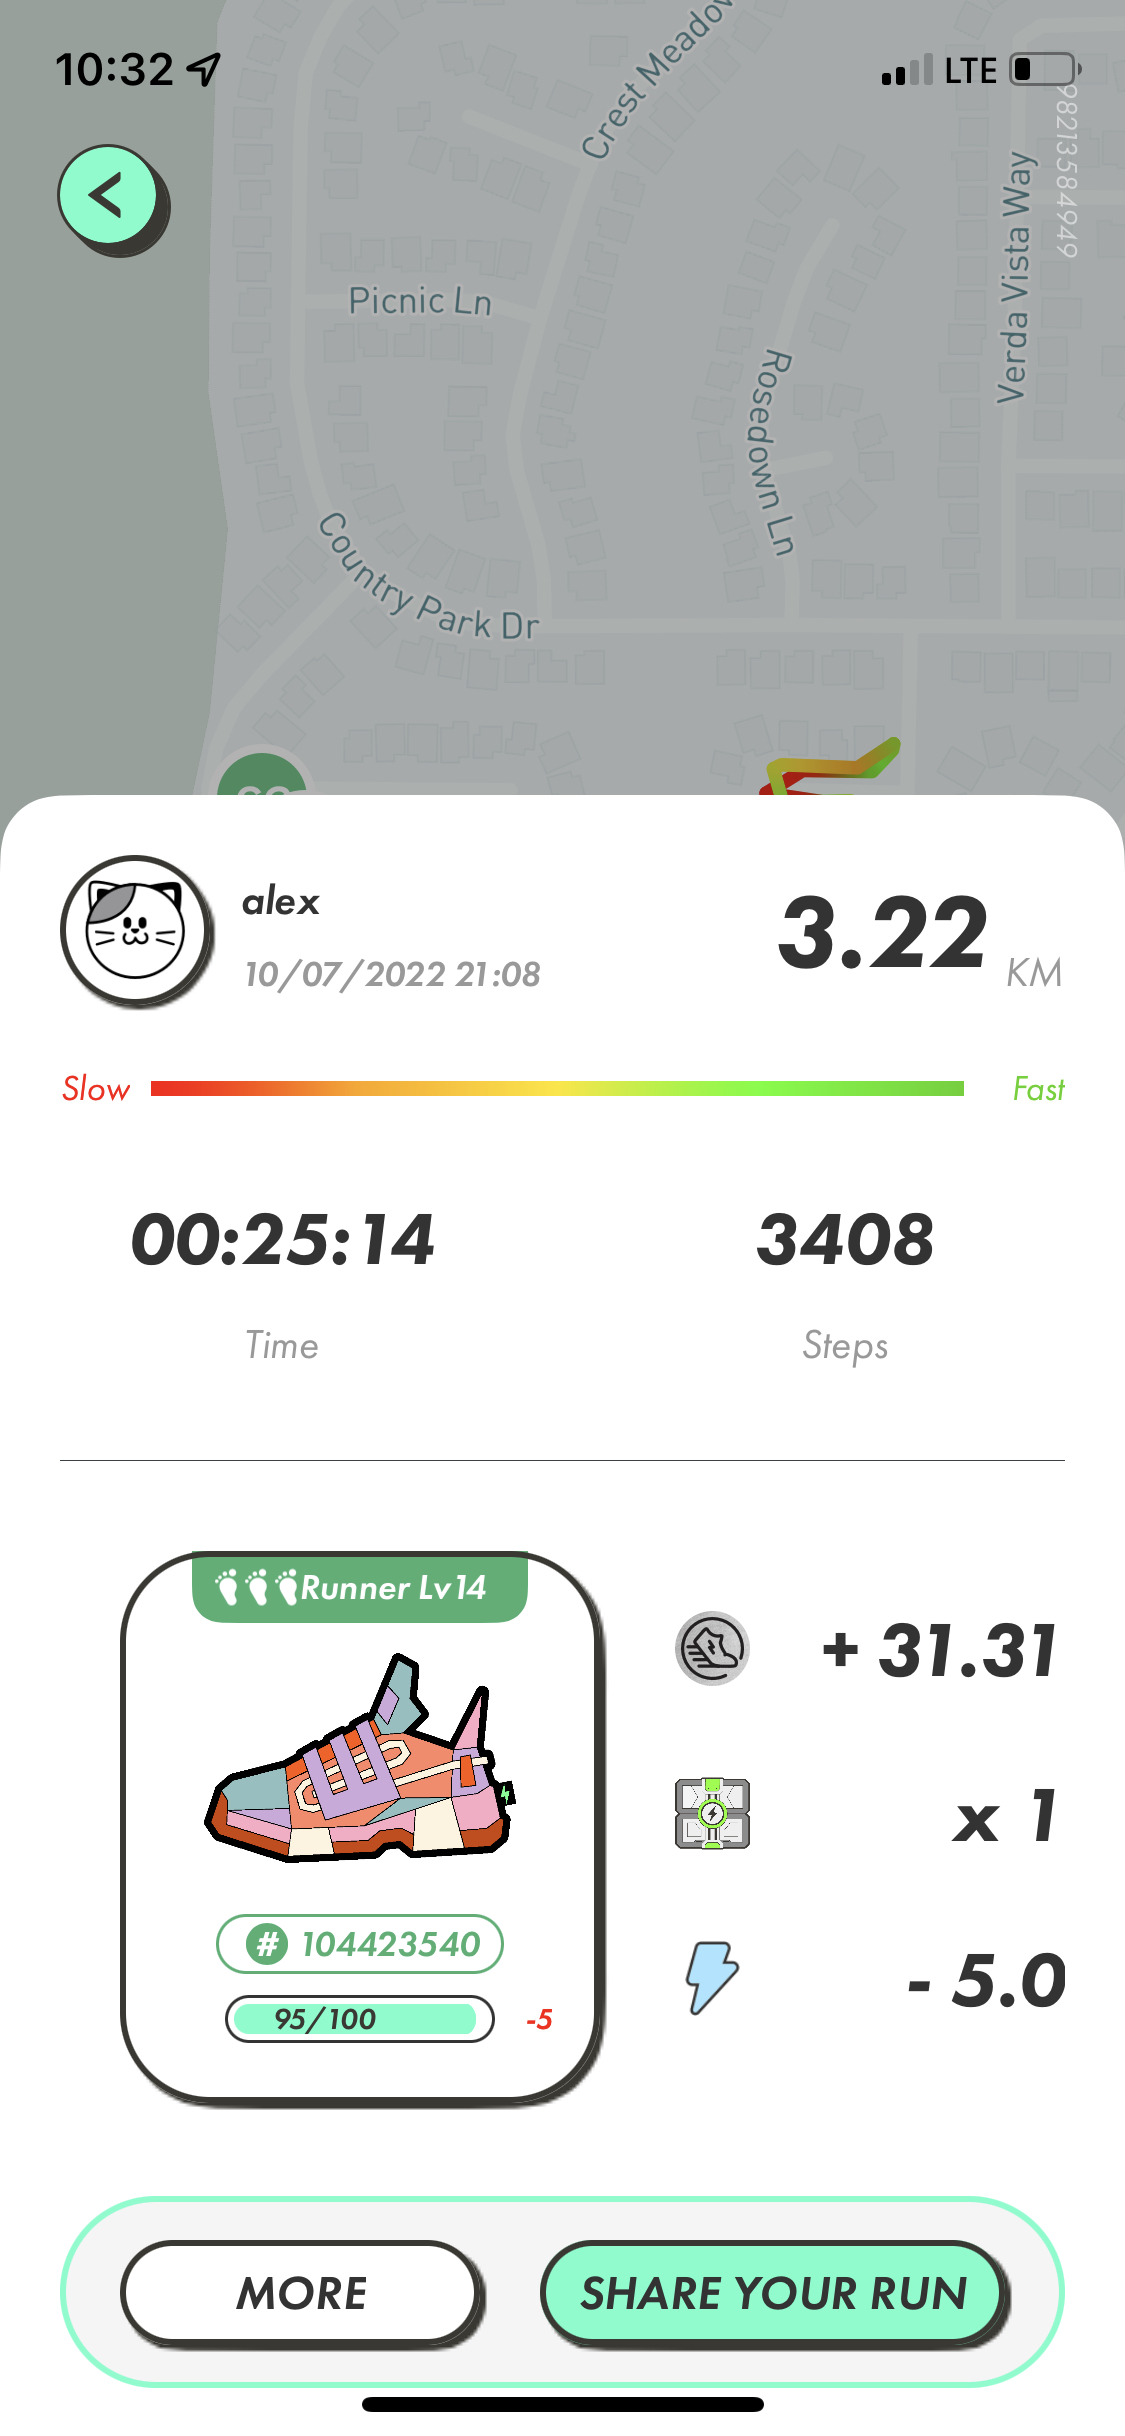 10:32
LTE
98213584949
Crest Meadow
Verda Vista Way
Picnic Ln
Rosedown Ln
Country Park Dr
alex
10/07/2022 21:08
3.22 KM
Slow
Fast
00:25:14
3408
Time
Steps
Runner Lv14
+ 31.31
x 1
# 104423540
- 5.0
95/100
-5
MORE
SHARE YOUR RUN